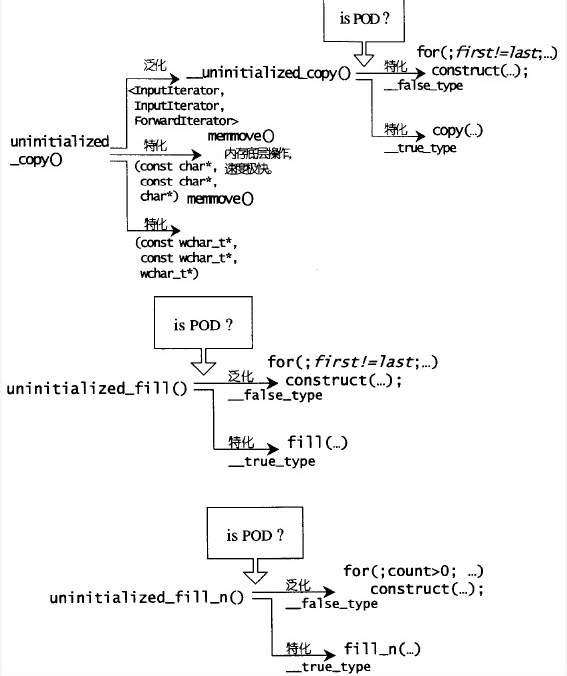 is POD ?
for(;first!=last;…)
泛化
__uninitialized_copy()
特化
construct(…);
__false_type
<InputIterator,
InputIterator,
ForwardIterator>
特化
copy(…)
__true_type
memmove()
uninitialized
_copy()
特化
内存底层操作,
速度极快。
(const char*,
const char*,
char*)
memmove()
特化
(const wchar_t*,
const wchar_t*,
wchar_t*)
is POD ?
for(;first!=last;…)
uninitialized_fill()
泛化
construct(…);
__false_type
特化
fill(…)
__true_type
is POD ?
for(;count>0; …)
uninitialized_fill_n()
泛化
construct(…);
__false_type
特化
fill_n(…)
__true_type